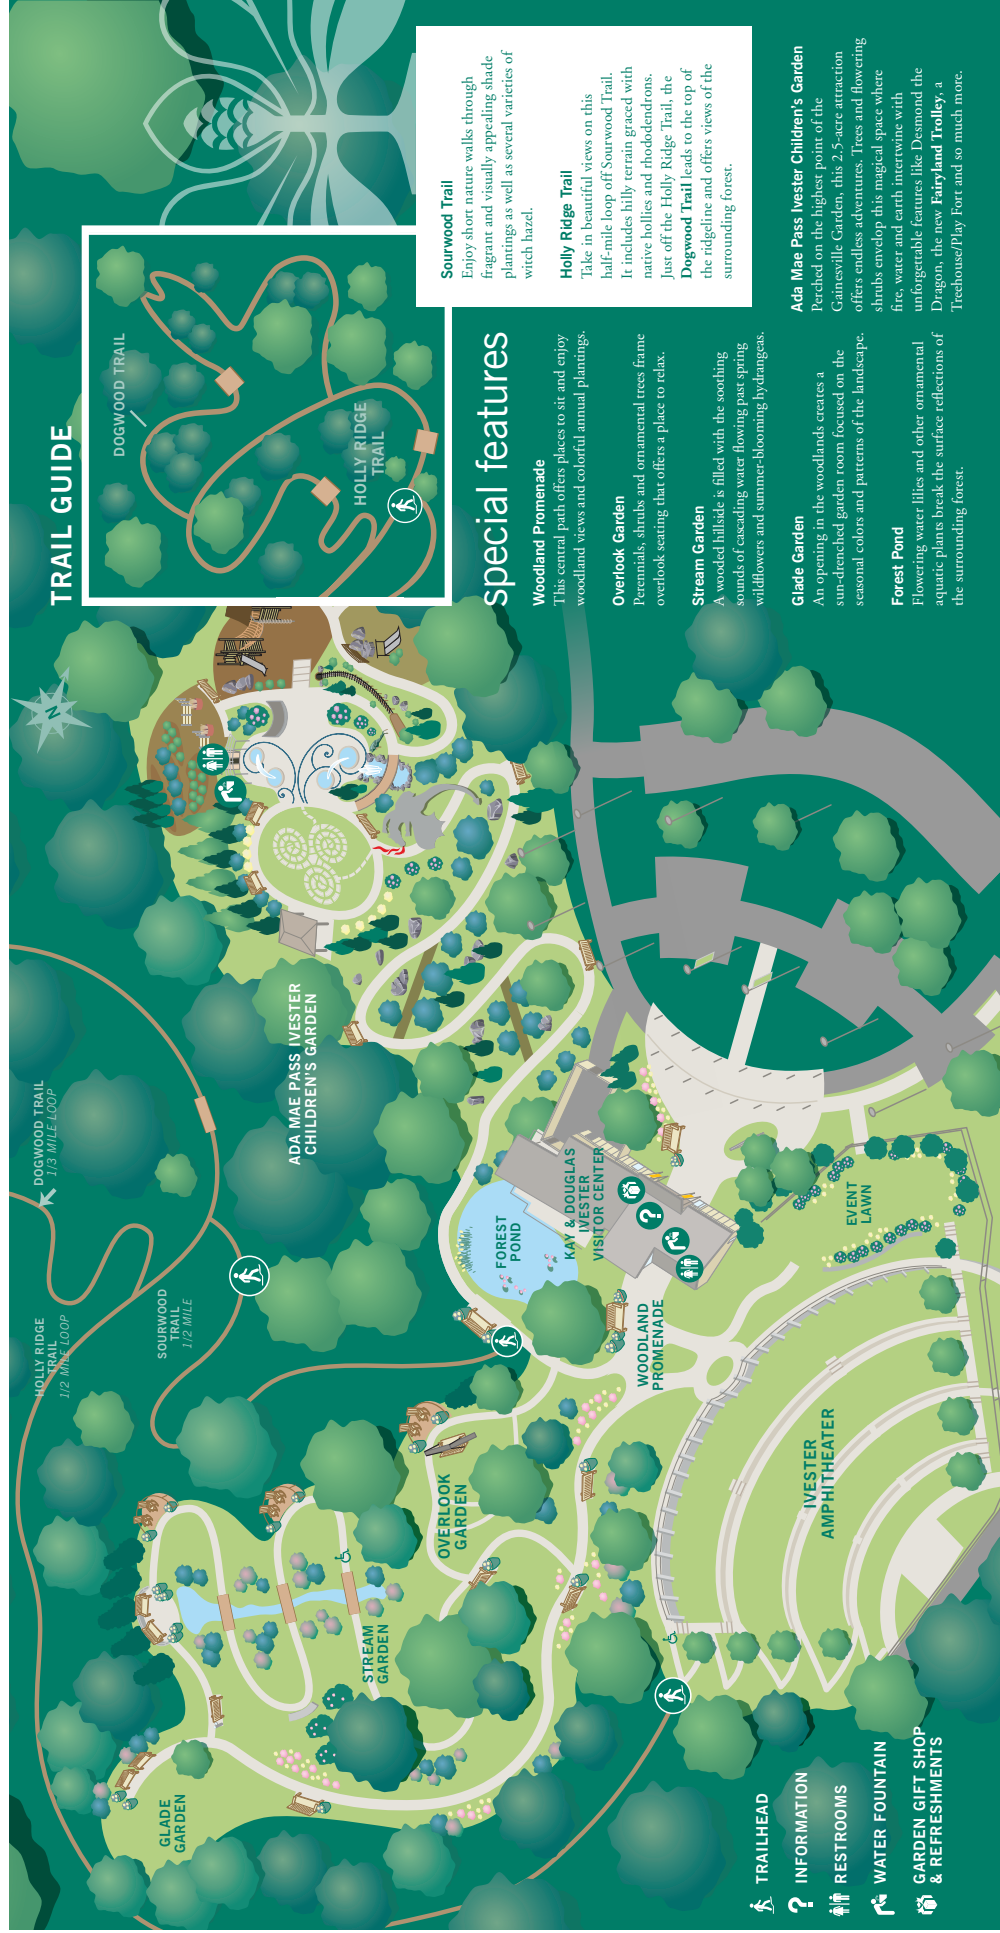 TRAIL GUIDE
DOGWOOD TRAIL
HOLLY RIDGE
TRAIL
Sourwood Trail
Enjoy short nature walks through
fragrant and visually appealing shade
plantings as well as several varieties of
witch hazel.
Holly Ridge Trail
Take in beautiful views on this
half-mile loop off Sourwood Trail.
It includes hilly terrain graced with
native hollies and rhododendrons.
Just off the Holly Ridge Trail, the
Dogwood Trail leads to the top of
the ridgeline and offers views of the
surrounding forest.
special features
Woodland Promenade
This central path offers places to sit and enjoy
woodland views and colorful annual plantings.
Overlook Garden
Perennials, shrubs and ornamental trees frame
overlook seating that offers a place to relax.
Stream Garden
A wooded hillside is filled with the soothing
sounds of cascading water flowing past spring
wildflowers and summer-blooming hydrangeas.
Glade Garden
An opening in the woodlands creates a
sun-drenched garden room focused on the
seasonal colors and patterns of the landscape.
Forest Pond
Flowering water lilies and other ornamental
aquatic plants break the surface reflections of
the surrounding forest.
Ada Mae Pass Ivester Children's Garden
Perched on the highest point of the
Gainesville Garden, this 2.5-acre attraction
offers endless adventures. Trees and flowering
shrubs envelop this magical space where
fire, water and earth intertwine with
unforgettable features like Desmond the
Dragon, the new Fairyland Trolley, a
Treehouse/Play Fort and so much more.
N
DOGWOOD TRAIL
1/3 MILE LOOP
HOLLY RIDGE
TRAIL
1/2 MILE LOOP
SOURWOOD
TRAIL
1/2 MILE
ADA MAE PASS IVESTER
CHILDREN'S GARDEN
FOREST
POND
KAY & DOUGLAS
IVESTER
VISITOR CENTER
?
WOODLAND
PROMENADE
EVENT
LAWN
IVESTER
AMPHITHEATER
OVERLOOK
GARDEN
STREAM
GARDEN
GLADE
GARDEN
TRAILHEAD
? INFORMATION
RESTROOMS
WATER FOUNTAIN
GARDEN GIFT SHOP
& REFRESHMENTS